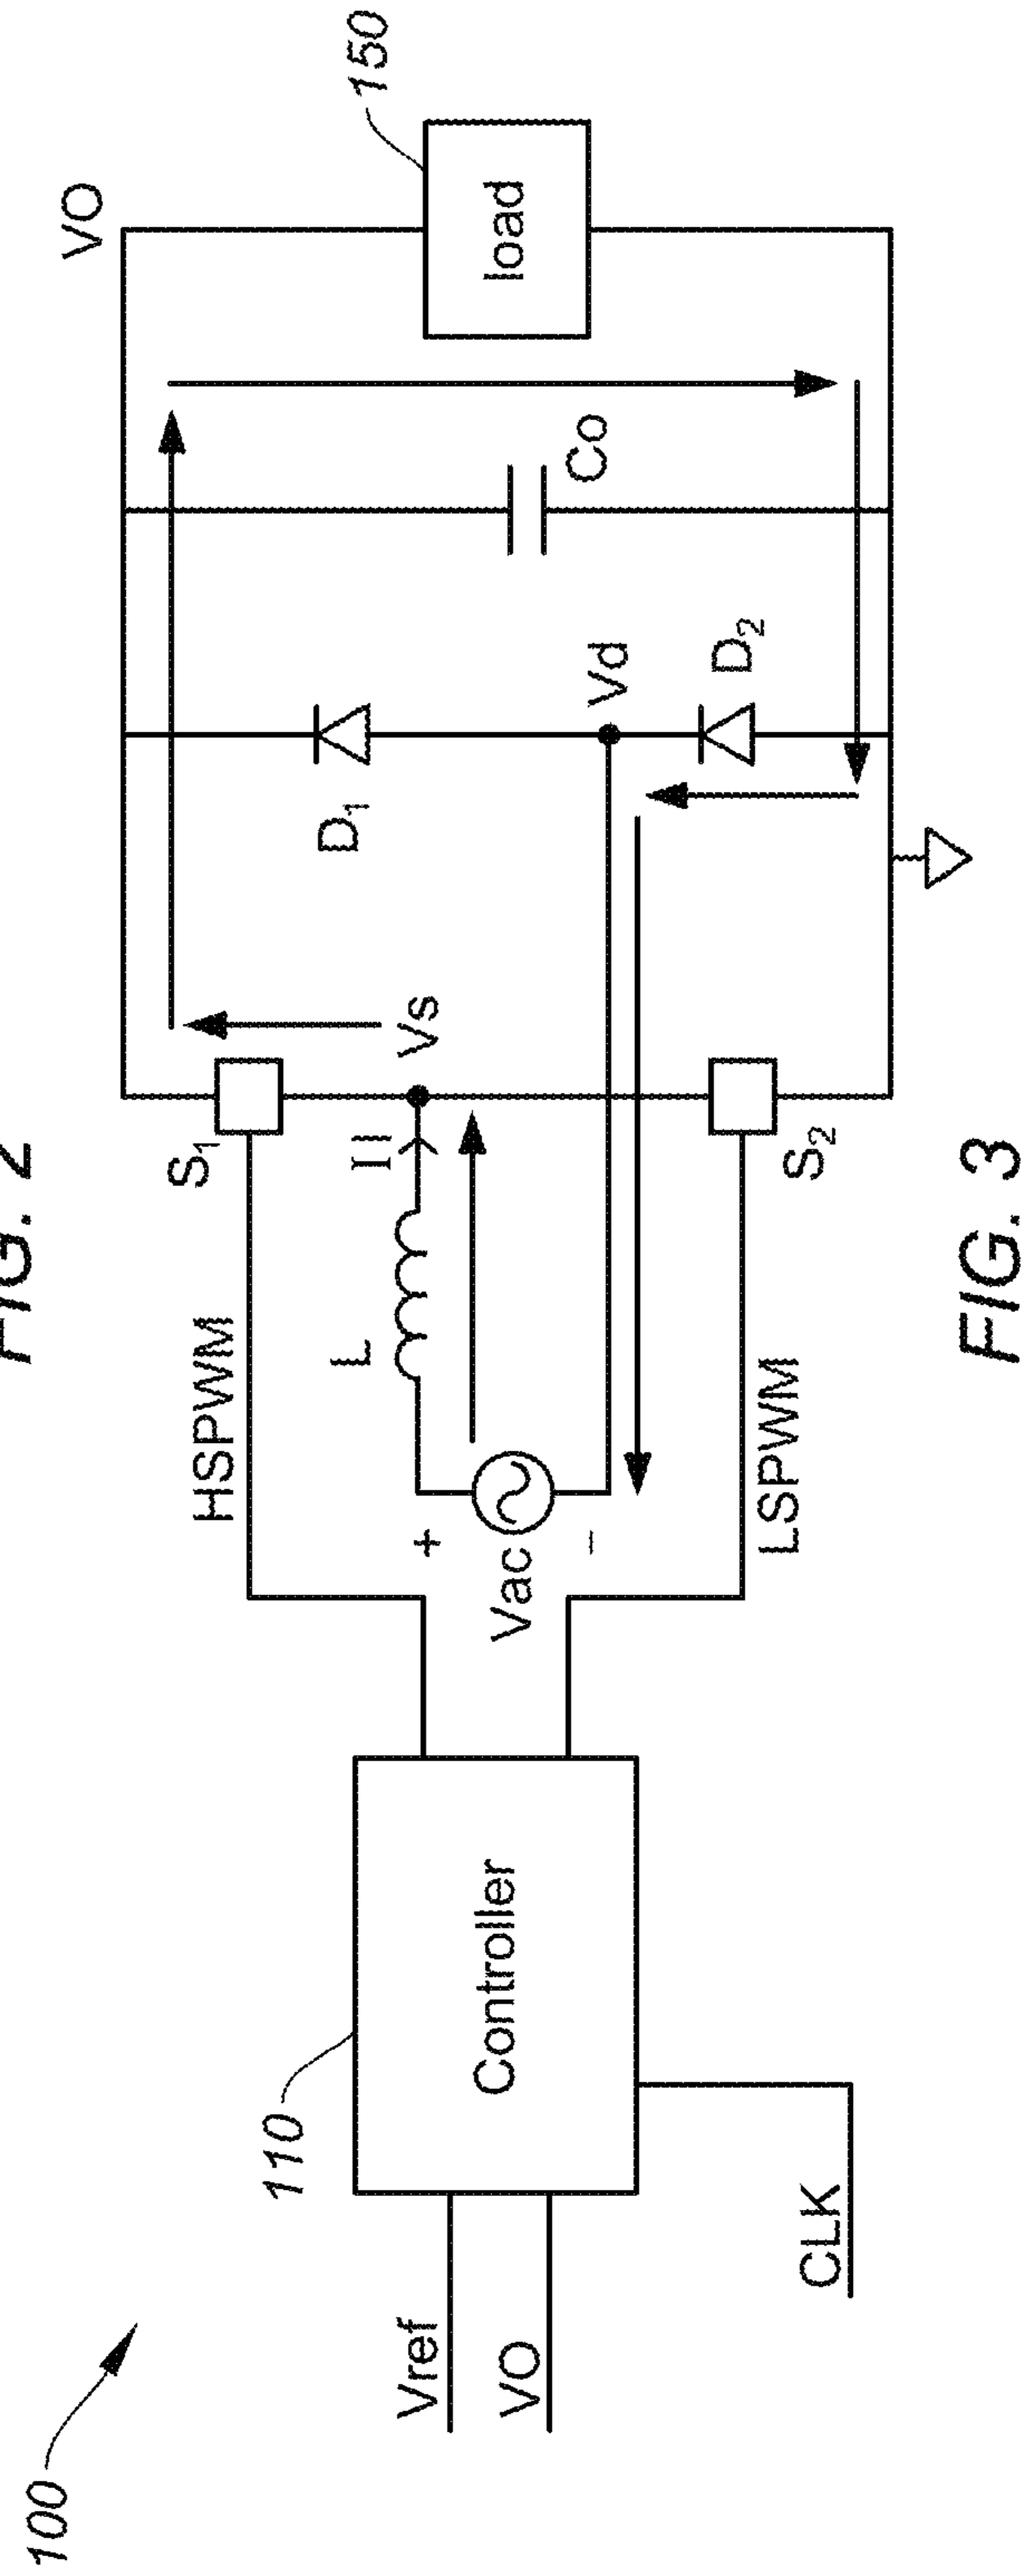 FIG. 2
100
Vref
VO
CLK
110
Controller
HSPWM
LSPWM
Vac
+
-
L
Il
S1
S2
Vs
D1
Vd
D2
Co
VO
load
150
FIG. 3